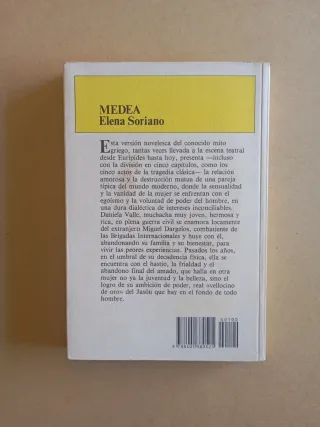 MEDEA
Elena Soriano
Esta versión novelesca del conocido mito
griego, tantas veces llevada a la escena teatral
desde Eurípides hasta hoy, presenta —incluso
con la división en cinco capítulos, como los
cinco actos de la tragedia clásica— la relación
amorosa y la destrucción mutua de una pareja
típica del mundo moderno, donde la sensualidad
y la vanidad de la mujer se enfrentan con el
egoísmo y la voluntad de poder del hombre, en
una dura dialéctica de intereses inconciliables.
Daniela Valle, muchacha muy joven, hermosa y
rica, en plena guerra civil se enamora locamente
del extranjero Miguel Dargelos, combatiente de
las Brigadas Internacionales y huye con él,
abandonando su familia y su bienestar, para
vivir las peores experiencias. Pasados los años,
en el umbral de su decadencia física, ella se
encuentra con el hastío, la frialdad y el
abandono final del amado, que halla en otra
mujer no ya la juventud y la belleza, sino el
logro de su ambición de poder, real «vellocino
de oro» del Jasón que hay en el fondo de todo
hombre.